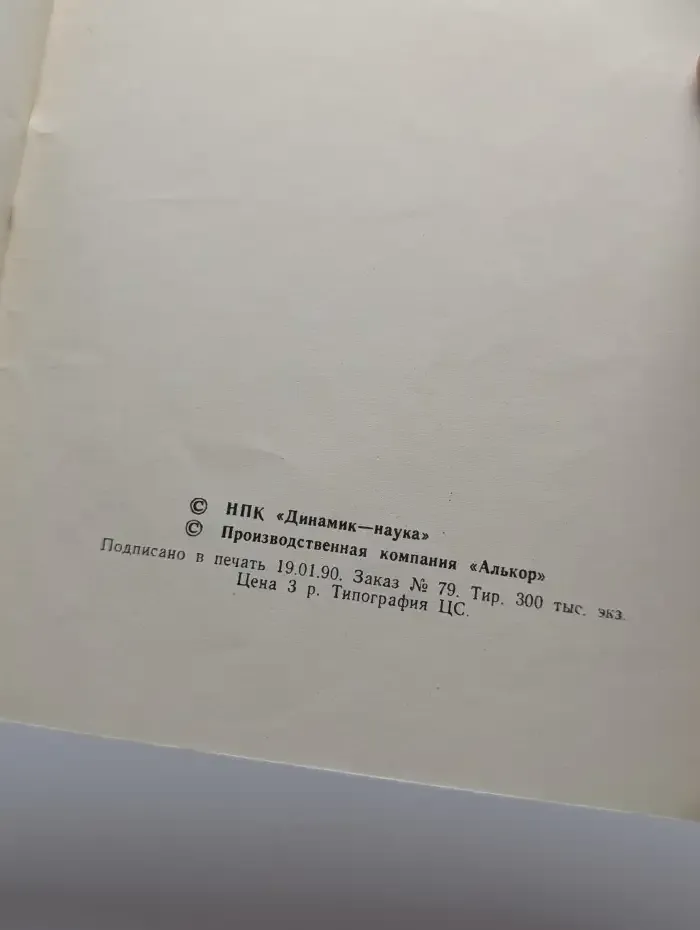 © НПК «Динамик—наука»
© Производственная компания «Алькор»
Подписано в печать 19.01.90. Заказ № 79. Тир. 300 тыс. экз.
Цена 3 р. Типография ЦС.